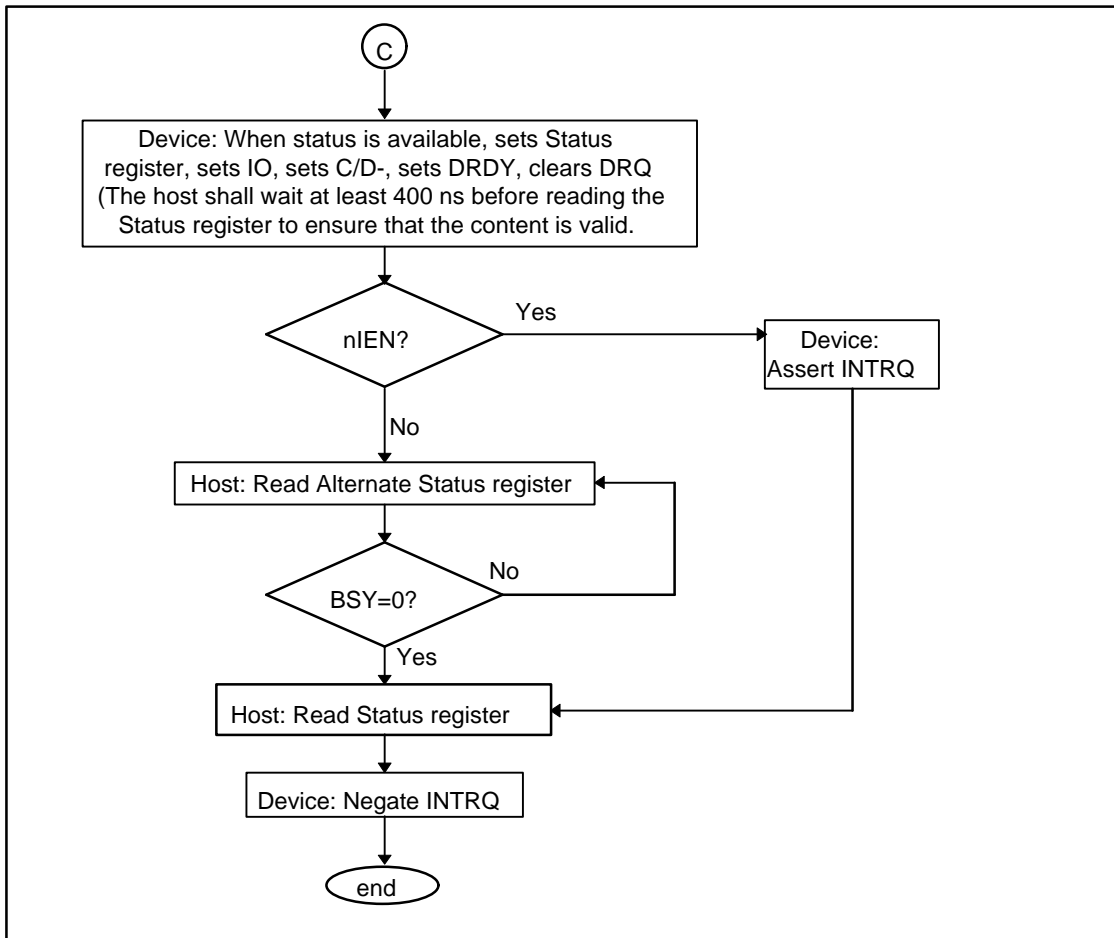 C
Device: When status is available, sets Status
register, sets IO, sets C/D-, sets DRDY, clears DRQ
(The host shall wait at least 400 ns before reading the
Status register to ensure that the content is valid.
nIEN?
Yes
Device:
Assert INTRQ
No
Host: Read Alternate Status register
BSY=0?
No
Yes
Host: Read Status register
Device: Negate INTRQ
end